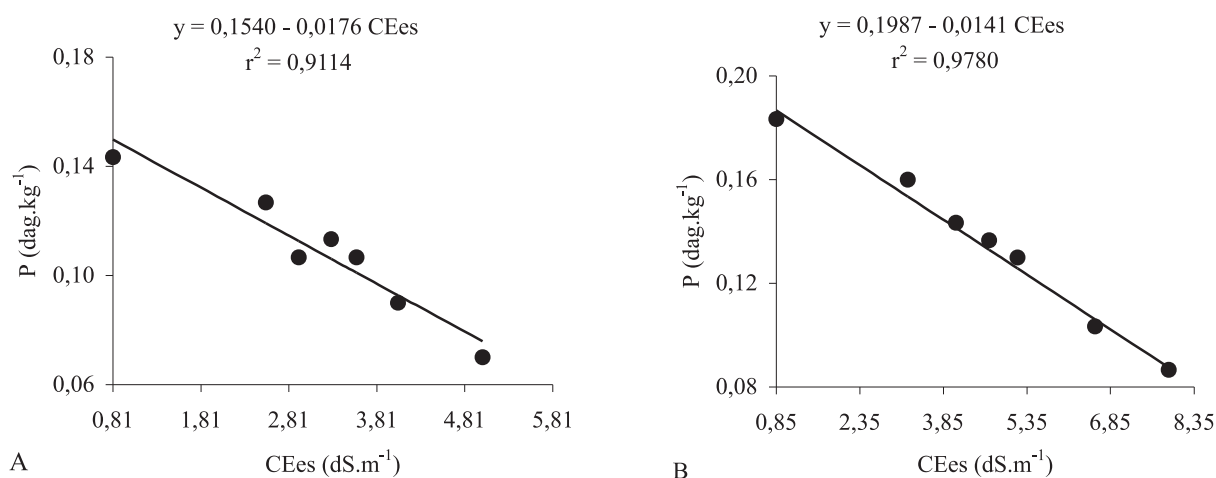 y = 0,1540 - 0,0176 CEes
r² = 0,9114
0,18
0,14
0,10
0,06
P (dag.kg⁻¹)
0,81 1,81 2,81 3,81 4,81 5,81
CEes (dS.m⁻¹)
A
y = 0,1987 - 0,0141 CEes
r² = 0,9780
0,20
0,16
0,12
0,08
P (dag.kg⁻¹)
0,85 2,35 3,85 5,35 6,85 8,35
CEes (dS.m⁻¹)
B